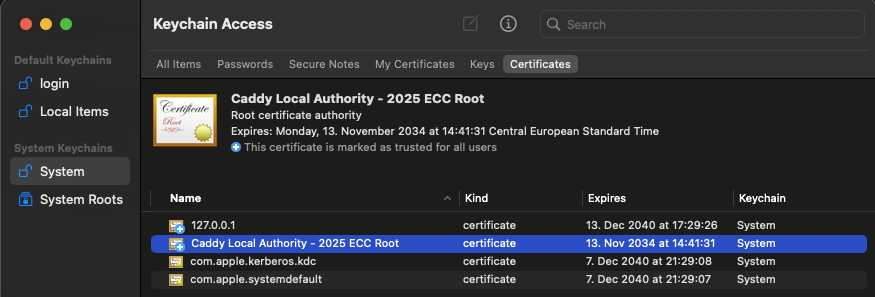 Keychain Access
Search
Default Keychains
login
Local Items
System Keychains
System
System Roots
All Items Passwords Secure Notes My Certificates Keys Certificates
Certificate
Root
Caddy Local Authority - 2025 ECC Root
Root certificate authority
Expires: Monday, 13. November 2034 at 14:41:31 Central European Standard Time
This certificate is marked as trusted for all users
Name Kind Expires Keychain
127.0.0.1 certificate 13. Dec 2040 at 17:29:26 System
Caddy Local Authority - 2025 ECC Root certificate 13. Nov 2034 at 14:41:31 System
com.apple.kerberos.kdc certificate 7. Dec 2040 at 21:29:08 System
com.apple.systemdefault certificate 7. Dec 2040 at 21:29:07 System